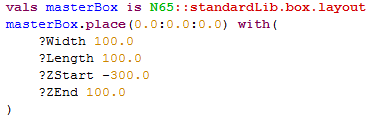 vals masterBox is N65::standardLib.box.layout
masterBox.place(0.0:0.0:0.0) with(
    ?Width 100.0
    ?Length 100.0
    ?ZStart -300.0
    ?ZEnd 100.0
)